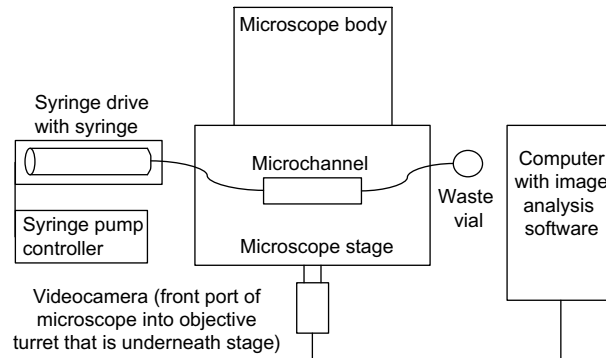 Microscope body
Syringe drive
with syringe
Microchannel
Waste
vial
Computer
with image
analysis
software
Syringe pump
controller
Microscope stage
Videocamera (front port of
microscope into objective
turret that is underneath stage)